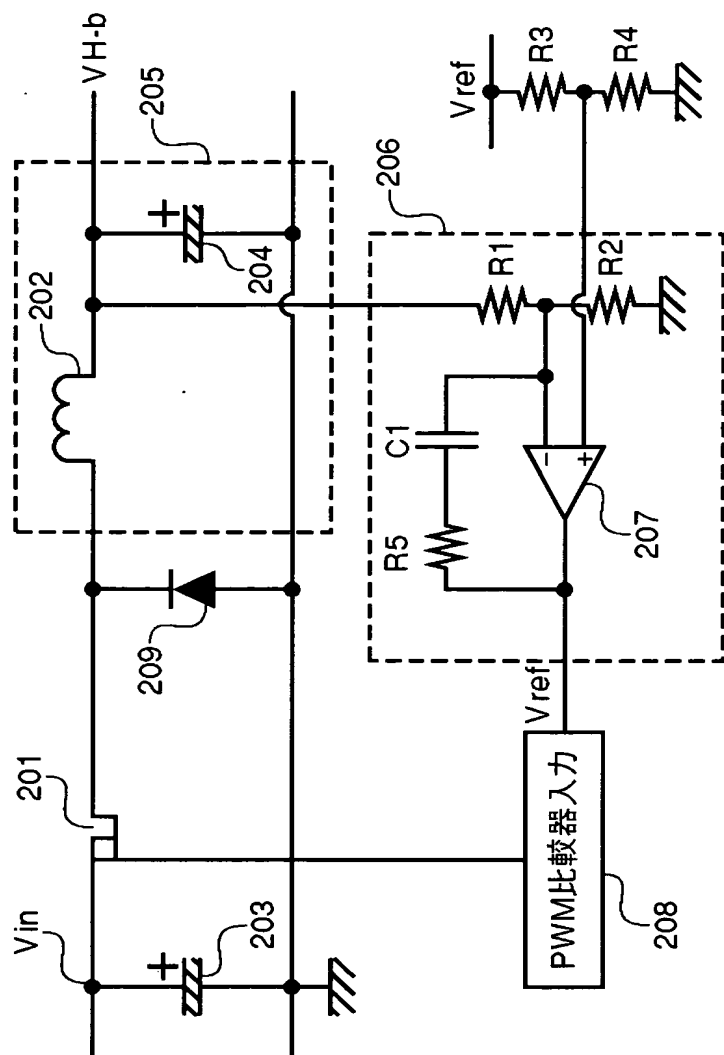 Vin
201
202
VH-b
205
203
209
204
206
Vref
R3
R4
R1
R2
C1
R5
−
+
207
Vref
PWM比較器入力
208
+
+